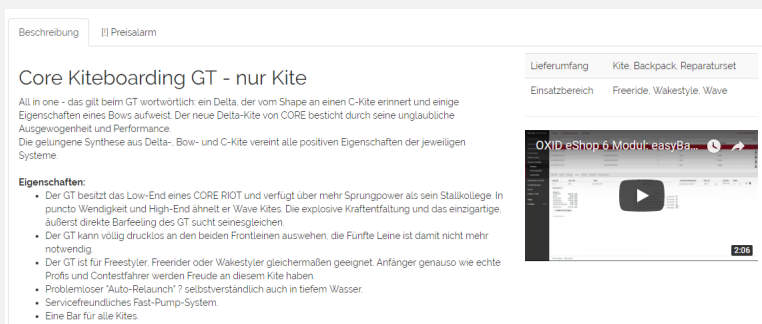 Beschreibung
[!] Preisalarm
Core Kiteboarding GT - nur Kite
All in one - das gilt beim GT wortwörtlich: ein Delta, der vom Shape an einen C-Kite erinnert und einige
Eigenschaften eines Bows aufweist. Der neue Delta-Kite von CORE besticht durch seine unglaubliche
Ausgewogenheit und Performance.
Die gelungene Synthese aus Delta-, Bow- und C-Kite vereint alle positiven Eigenschaften der jeweiligen
Systeme.
Eigenschaften:
• Der GT besitzt das Low-End eines CORE RIOT und verfügt über mehr Sprungpower als sein Stallkollege. In
puncto Wendigkeit und High-End ähnelt er Wave Kites. Die explosive Kraftentfaltung und das einzigartige,
äußerst direkte Barfeeling des GT sucht seinesgleichen.
• Der GT kann völlig drucklos an den beiden Frontleinen auswehen, die Fünfte Leine ist damit nicht mehr
notwendig.
• Der GT ist für Freestyler, Freerider oder Wakestyler gleichermaßen geeignet. Anfänger genauso wie echte
Profis und Contestfahrer werden Freude an diesem Kite haben.
• Problemloser "Auto-Relaunch" ? selbstverständlich auch in tiefem Wasser.
• Servicefreundliches Fast-Pump-System.
• Eine Bar für alle Kites.
Lieferumfang Kite, Backpack, Reparaturset
Einsatzbereich Freeride, Wakestyle, Wave
OXID eShop 6 Modul: easyBa...
2:06